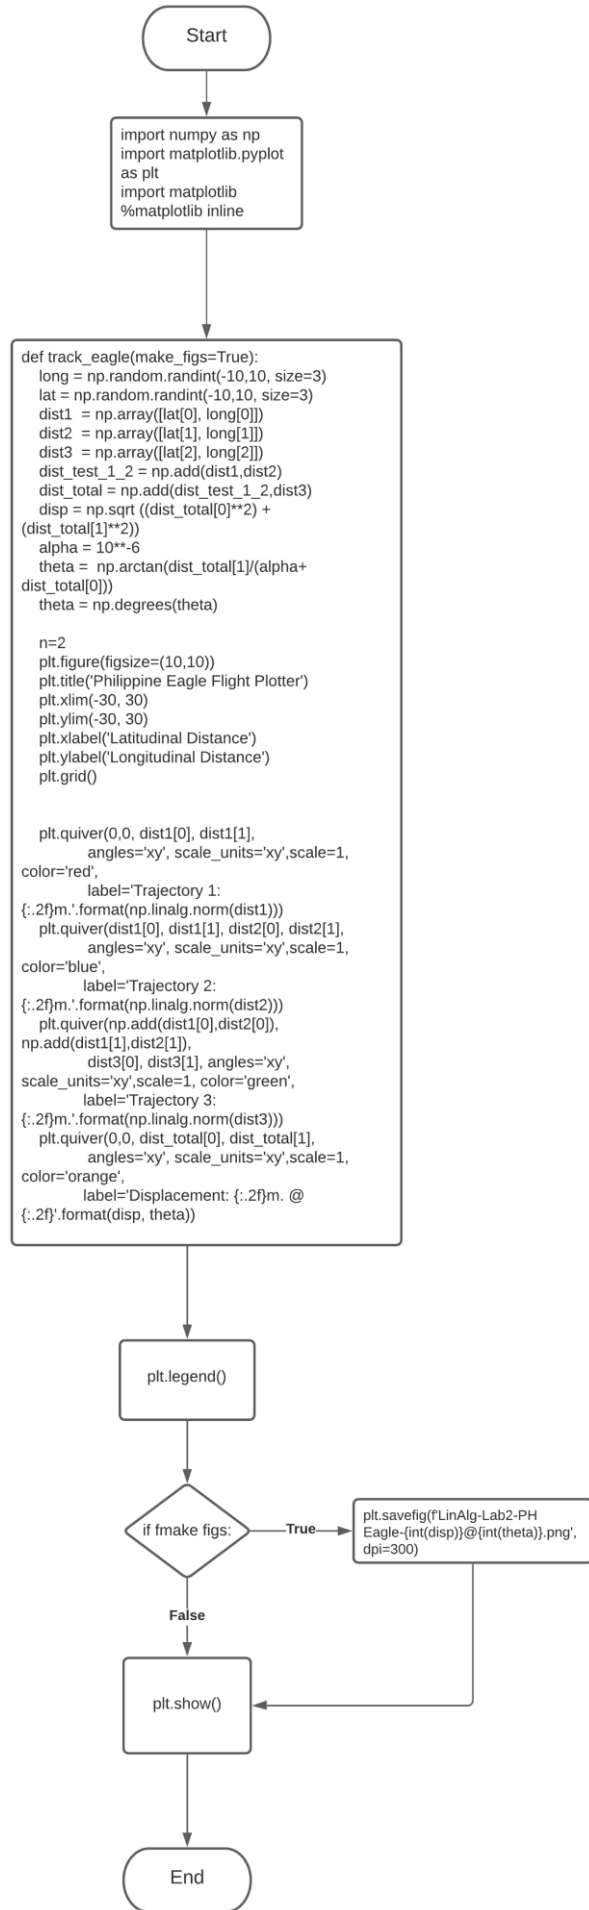 Start
import numpy as np
import matplotlib.pyplot
as plt
import matplotlib
%matplotlib inline
def track_eagle(make_figs=True):
    long = np.random.randint(-10,10, size=3)
    lat = np.random.randint(-10,10, size=3)
    dist1  = np.array([lat[0], long[0]])
    dist2  = np.array([lat[1], long[1]])
    dist3  = np.array([lat[2], long[2]])
    dist_test_1_2 = np.add(dist1,dist2)
    dist_total = np.add(dist_test_1_2,dist3)
    disp = np.sqrt ((dist_total[0]**2) +
(dist_total[1]**2))
    alpha = 10**-6
    theta =  np.arctan(dist_total[1]/(alpha+
dist_total[0]))
    theta = np.degrees(theta)
    n=2
    plt.figure(figsize=(10,10))
    plt.title('Philippine Eagle Flight Plotter')
    plt.xlim(-30, 30)
    plt.ylim(-30, 30)
    plt.xlabel('Latitudinal Distance')
    plt.ylabel('Longitudinal Distance')
    plt.grid()
    plt.quiver(0,0, dist1[0], dist1[1],
               angles='xy', scale_units='xy',scale=1,
color='red',
               label='Trajectory 1:
{:.2f}m.'.format(np.linalg.norm(dist1)))
    plt.quiver(dist1[0], dist1[1], dist2[0], dist2[1],
               angles='xy', scale_units='xy',scale=1,
color='blue',
              label='Trajectory 2:
{:.2f}m.'.format(np.linalg.norm(dist2)))
    plt.quiver(np.add(dist1[0],dist2[0]),
np.add(dist1[1],dist2[1]),
               dist3[0], dist3[1], angles='xy',
scale_units='xy',scale=1, color='green',
              label='Trajectory 3:
{:.2f}m.'.format(np.linalg.norm(dist3)))
    plt.quiver(0,0, dist_total[0], dist_total[1],
               angles='xy', scale_units='xy',scale=1,
color='orange',
              label='Displacement: {:.2f}m. @
{:.2f}'.format(disp, theta))
plt.legend()
if fmake figs:
True
plt.savefig(f'LinAlg-Lab2-PH
Eagle-{int(disp)}@{int(theta)}.png',
dpi=300)
False
plt.show()
End